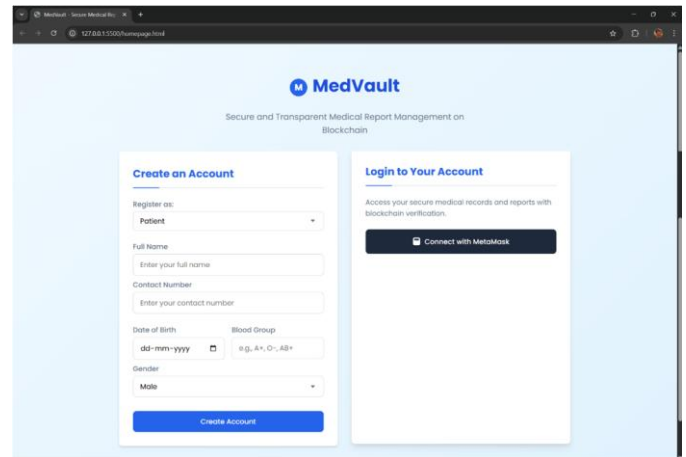 MedVault - Secure Medical Rec
127.0.0.1:5500/homepage.html
M MedVault
Secure and Transparent Medical Report Management on
Blockchain
Create an Account
Register as:
Patient
Full Name
Enter your full name
Contact Number
Enter your contact number
Date of Birth Blood Group
dd-mm-yyyy e.g., A+, O-, AB+
Gender
Male
Create Account
Login to Your Account
Access your secure medical records and reports with
blockchain verification.
Connect with MetaMask